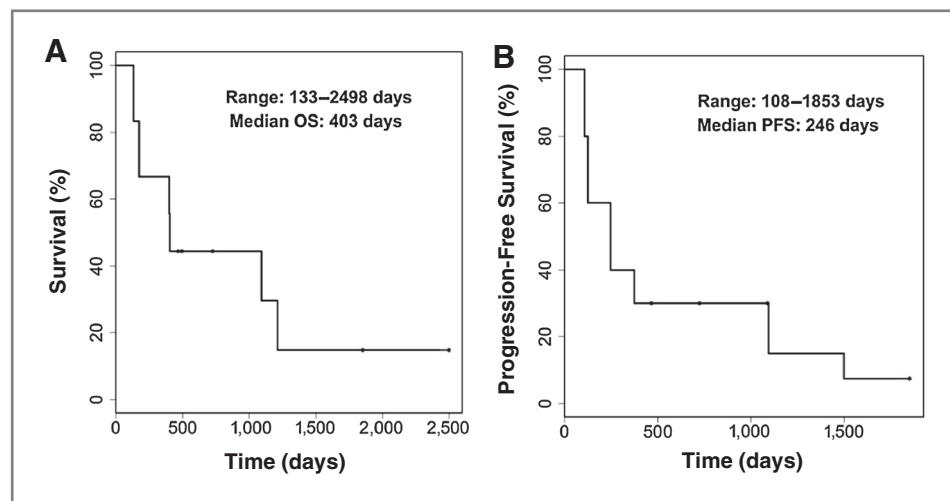 A
Survival (%)
100
80
60
40
20
0
Range: 133–2498 days
Median OS: 403 days
0 500 1,000 1,500 2,000 2,500
Time (days)
B
Progression-Free Survival (%)
100
80
60
40
20
0
Range: 108–1853 days
Median PFS: 246 days
0 500 1,000 1,500
Time (days)